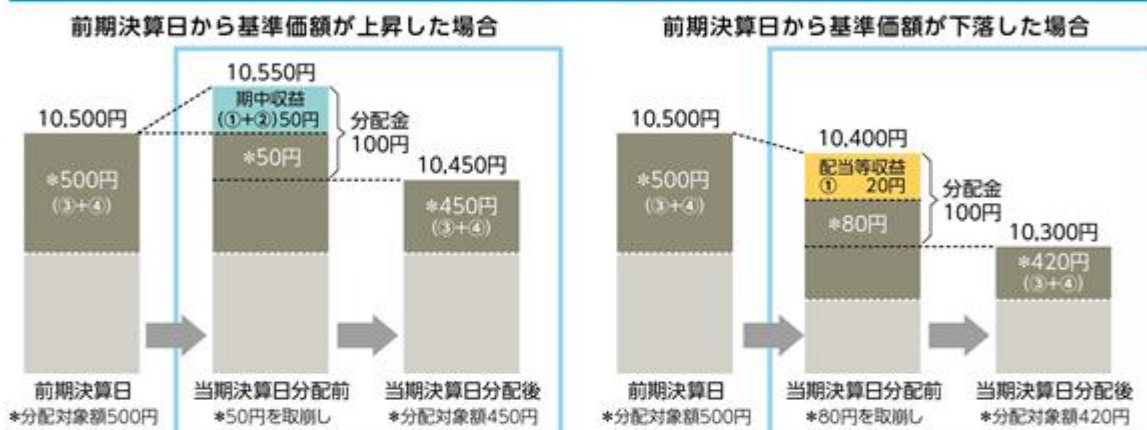 前期決算日から基準価額が上昇した場合
10,550円
期中収益
(①+②)50円
10,500円
分配金
100円
*50円
10,450円
*500円
(③+④)
*450円
(③+④)
前期決算日
*分配対象額500円
当期決算日分配前
*50円を取崩し
当期決算日分配後
*分配対象額450円
前期決算日から基準価額が下落した場合
10,500円
10,400円
配当等収益
① 20円
分配金
100円
*500円
(③+④)
*80円
10,300円
*420円
(③+④)
前期決算日
*分配対象額500円
当期決算日分配前
*80円を取崩し
当期決算日分配後
*分配対象額420円